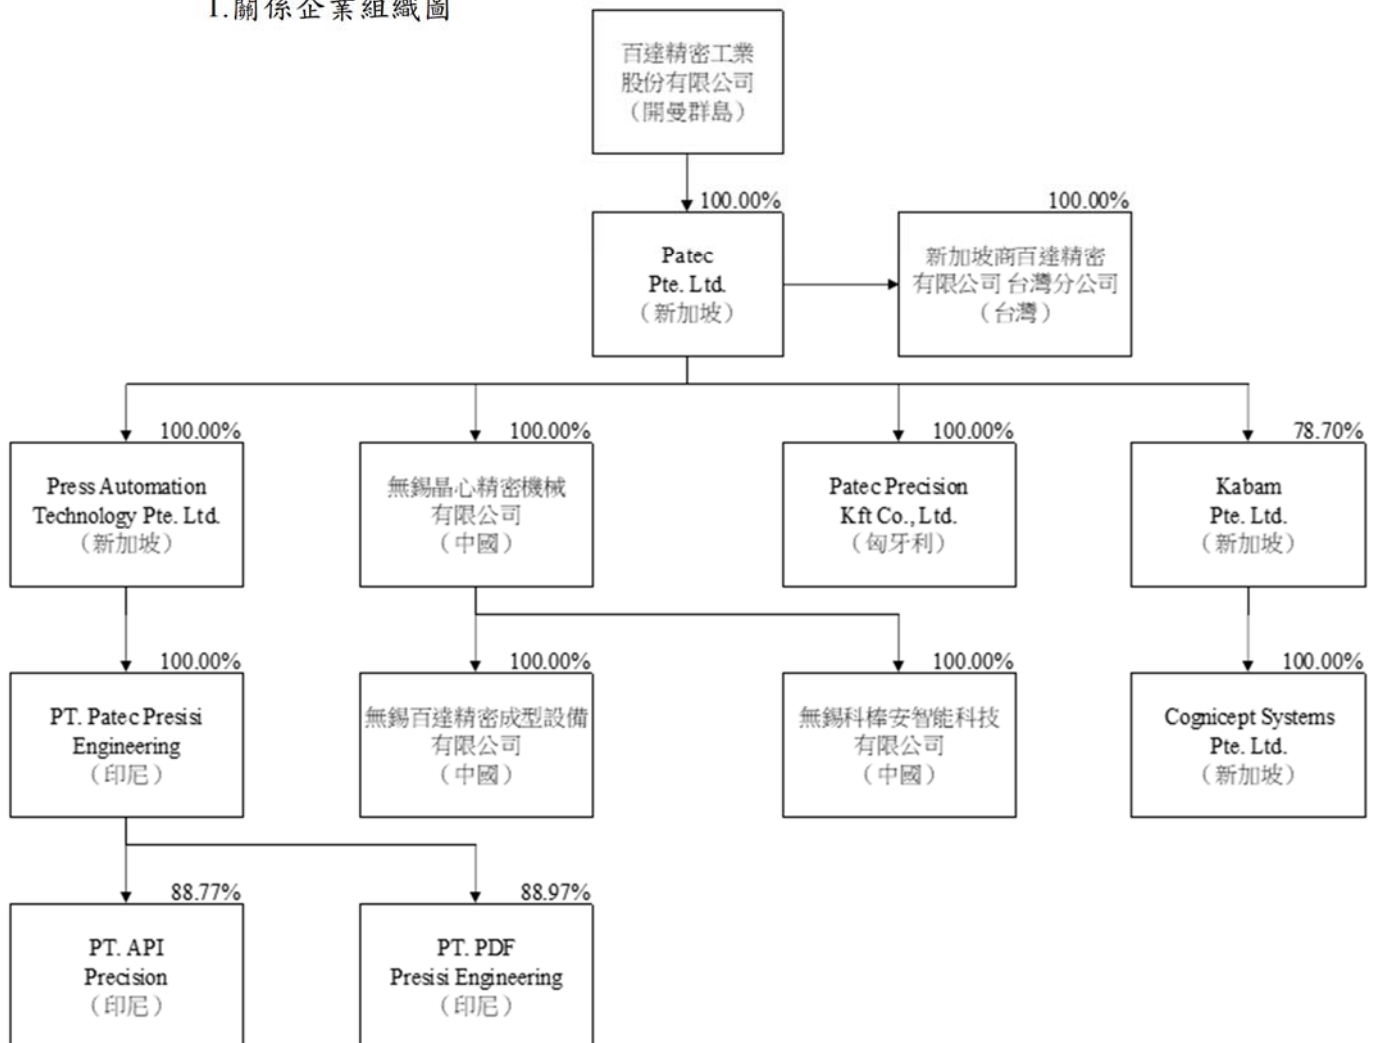 1.關係企業組織圖
百達精密工業
股份有限公司
（開曼群島）
100.00%
100.00%
Patec
Pte. Ltd.
（新加坡）
新加坡商百達精密
有限公司 台灣分公司
（台灣）
100.00%
100.00%
100.00%
78.70%
Press Automation
Technology Pte. Ltd.
（新加坡）
無錫晶心精密機械
有限公司
（中國）
Patec Precision
Kft Co., Ltd.
（匈牙利）
Kabam
Pte. Ltd.
（新加坡）
100.00%
100.00%
100.00%
100.00%
PT. Patec Presisi
Engineering
（印尼）
無錫百達精密成型設備
有限公司
（中國）
無錫科棒安智能科技
有限公司
（中國）
Cognicept Systems
Pte. Ltd.
（新加坡）
88.77%
88.97%
PT. API
Precision
（印尼）
PT. PDF
Presisi Engineering
（印尼）